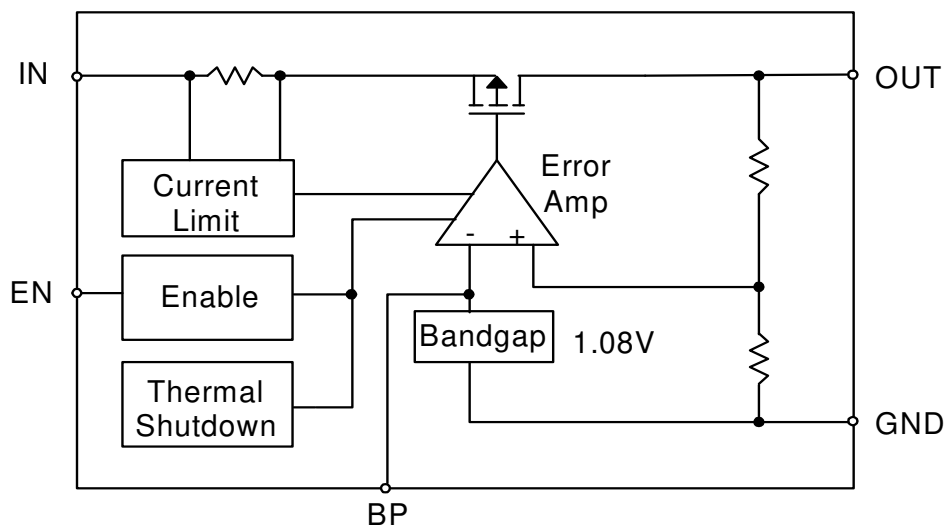 IN
OUT
Error
Amp
Current
Limit
- +
EN
Enable
Bandgap
1.08V
Thermal
Shutdown
GND
BP